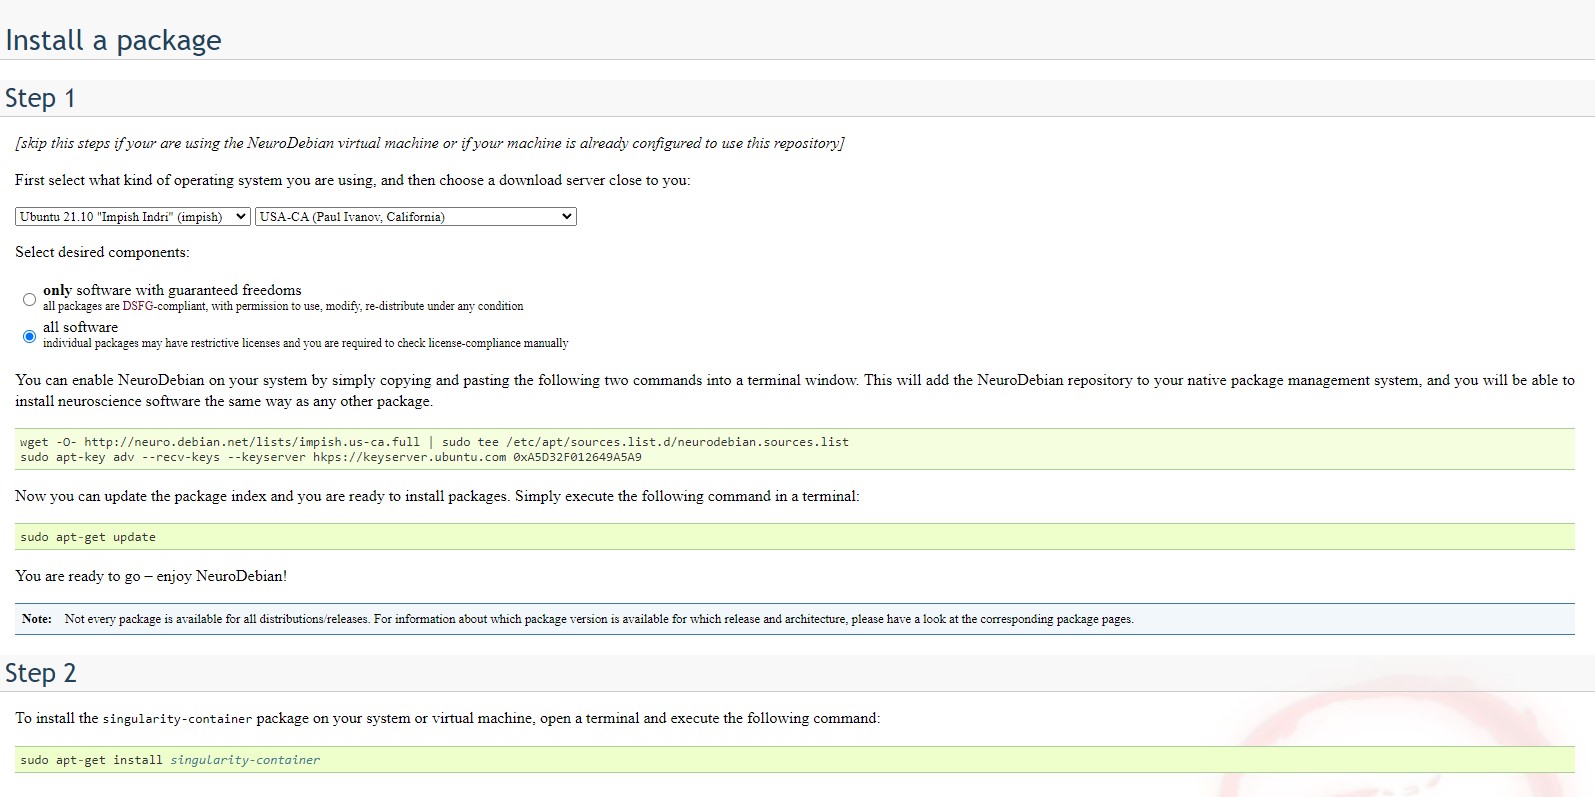 Install a package
Step 1
[skip this steps if your are using the NeuroDebian virtual machine or if your machine is already configured to use this repository]
First select what kind of operating system you are using, and then choose a download server close to you:
Ubuntu 21.10 "Impish Indri" (impish) USA-CA (Paul Ivanov, California)
Select desired components:
only software with guaranteed freedoms
all packages are DSFG-compliant, with permission to use, modify, re-distribute under any condition
all software
individual packages may have restrictive licenses and you are required to check license-compliance manually
You can enable NeuroDebian on your system by simply copying and pasting the following two commands into a terminal window. This will add the NeuroDebian repository to your native package management system, and you will be able to
install neuroscience software the same way as any other package.
wget -O- http://neuro.debian.net/lists/impish.us-ca.full | sudo tee /etc/apt/sources.list.d/neurodebian.sources.list
sudo apt-key adv --recv-keys --keyserver hkps://keyserver.ubuntu.com 0xA5D32F012649A5A9
Now you can update the package index and you are ready to install packages. Simply execute the following command in a terminal:
sudo apt-get update
You are ready to go – enjoy NeuroDebian!
Note: Not every package is available for all distributions/releases. For information about which package version is available for which release and architecture, please have a look at the corresponding package pages.
Step 2
To install the singularity-container package on your system or virtual machine, open a terminal and execute the following command:
sudo apt-get install singularity-container